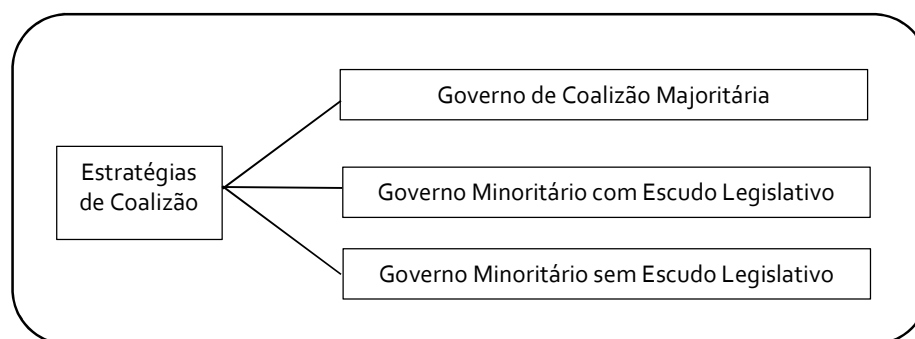 Governo de Coalizão Majoritária
Estratégias
de Coalizão
Governo Minoritário com Escudo Legislativo
Governo Minoritário sem Escudo Legislativo